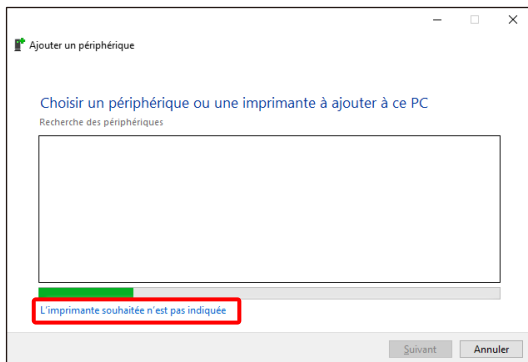 Ajouter un périphérique
Choisir un périphérique ou une imprimante à ajouter à ce PC
Recherche des périphériques
L'imprimante souhaitée n'est pas indiquée
Suivant
Annuler